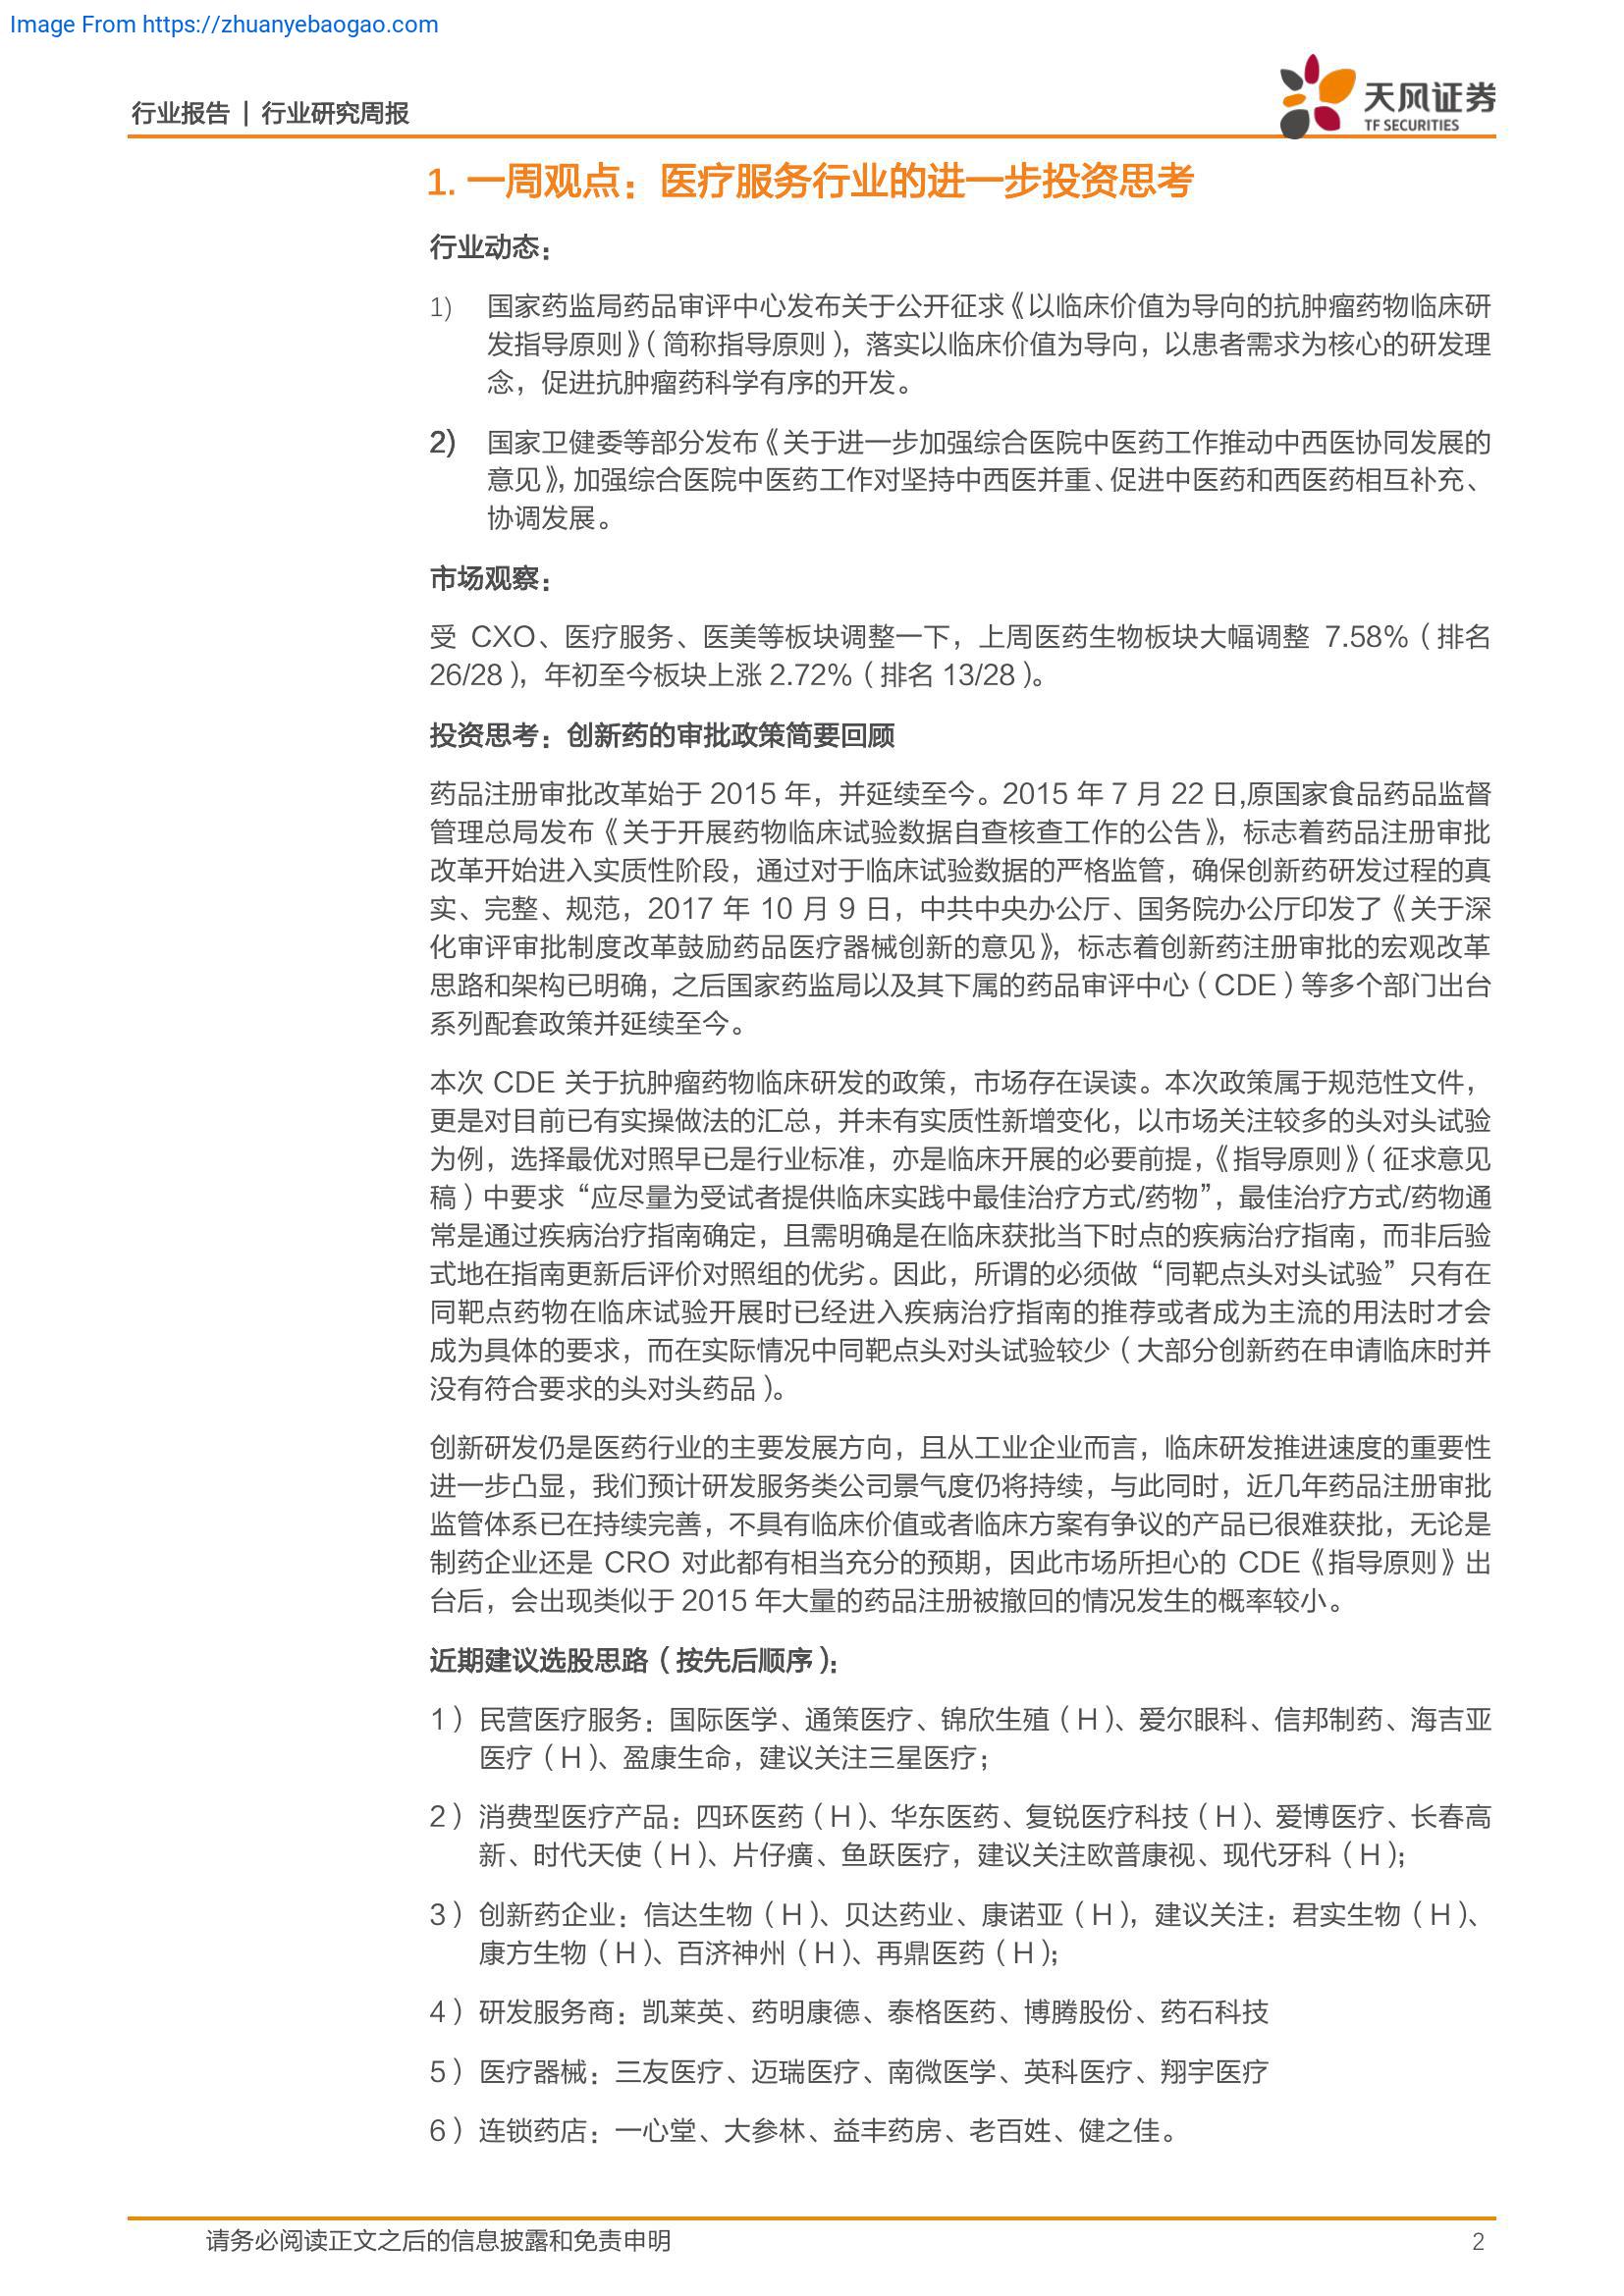 Image From https://zhuanyebaogao.com
行业报告 | 行业研究周报
天风证券
TF SECURITIES
1. 一周观点：医疗服务行业的进一步投资思考
行业动态：
1) 国家药监局药品审评中心发布关于公开征求《以临床价值为导向的抗肿瘤药物临床研
发指导原则》（简称指导原则），落实以临床价值为导向，以患者需求为核心的研发理
念，促进抗肿瘤药科学有序的开发。
2) 国家卫健委等部分发布《关于进一步加强综合医院中医药工作推动中西医协同发展的
意见》，加强综合医院中医药工作对坚持中西医并重、促进中医药和西医药相互补充、
协调发展。
市场观察：
受 CXO、医疗服务、医美等板块调整一下，上周医药生物板块大幅调整 7.58%（排名
26/28），年初至今板块上涨 2.72%（排名 13/28）。
投资思考：创新药的审批政策简要回顾
药品注册审批改革始于 2015 年，并延续至今。2015 年 7 月 22 日,原国家食品药品监督
管理总局发布《关于开展药物临床试验数据自查核查工作的公告》，标志着药品注册审批
改革开始进入实质性阶段，通过对于临床试验数据的严格监管，确保创新药研发过程的真
实、完整、规范，2017 年 10 月 9 日，中共中央办公厅、国务院办公厅印发了《关于深
化审评审批制度改革鼓励药品医疗器械创新的意见》，标志着创新药注册审批的宏观改革
思路和架构已明确，之后国家药监局以及其下属的药品审评中心（CDE）等多个部门出台
系列配套政策并延续至今。
本次 CDE 关于抗肿瘤药物临床研发的政策，市场存在误读。本次政策属于规范性文件，
更是对目前已有实操做法的汇总，并未有实质性新增变化，以市场关注较多的头对头试验
为例，选择最优对照早已是行业标准，亦是临床开展的必要前提，《指导原则》（征求意见
稿）中要求“应尽量为受试者提供临床实践中最佳治疗方式/药物”，最佳治疗方式/药物通
常是通过疾病治疗指南确定，且需明确是在临床获批当下时点的疾病治疗指南，而非后验
式地在指南更新后评价对照组的优劣。因此，所谓的必须做“同靶点头对头试验”只有在
同靶点药物在临床试验开展时已经进入疾病治疗指南的推荐或者成为主流的用法时才会
成为具体的要求，而在实际情况中同靶点头对头试验较少（大部分创新药在申请临床时并
没有符合要求的头对头药品）。
创新研发仍是医药行业的主要发展方向，且从工业企业而言，临床研发推进速度的重要性
进一步凸显，我们预计研发服务类公司景气度仍将持续，与此同时，近几年药品注册审批
监管体系已在持续完善，不具有临床价值或者临床方案有争议的产品已很难获批，无论是
制药企业还是 CRO 对此都有相当充分的预期，因此市场所担心的 CDE《指导原则》出
台后，会出现类似于 2015 年大量的药品注册被撤回的情况发生的概率较小。
近期建议选股思路（按先后顺序）：
1）民营医疗服务：国际医学、通策医疗、锦欣生殖（H）、爱尔眼科、信邦制药、海吉亚
医疗（H）、盈康生命，建议关注三星医疗；
2）消费型医疗产品：四环医药（H）、华东医药、复锐医疗科技（H）、爱博医疗、长春高
新、时代天使（H）、片仔癀、鱼跃医疗，建议关注欧普康视、现代牙科（H）；
3）创新药企业：信达生物（H）、贝达药业、康诺亚（H），建议关注：君实生物（H）、
康方生物（H）、百济神州（H）、再鼎医药（H）；
4）研发服务商：凯莱英、药明康德、泰格医药、博腾股份、药石科技
5）医疗器械：三友医疗、迈瑞医疗、南微医学、英科医疗、翔宇医疗
6）连锁药店：一心堂、大参林、益丰药房、老百姓、健之佳。
请务必阅读正文之后的信息披露和免责申明
2